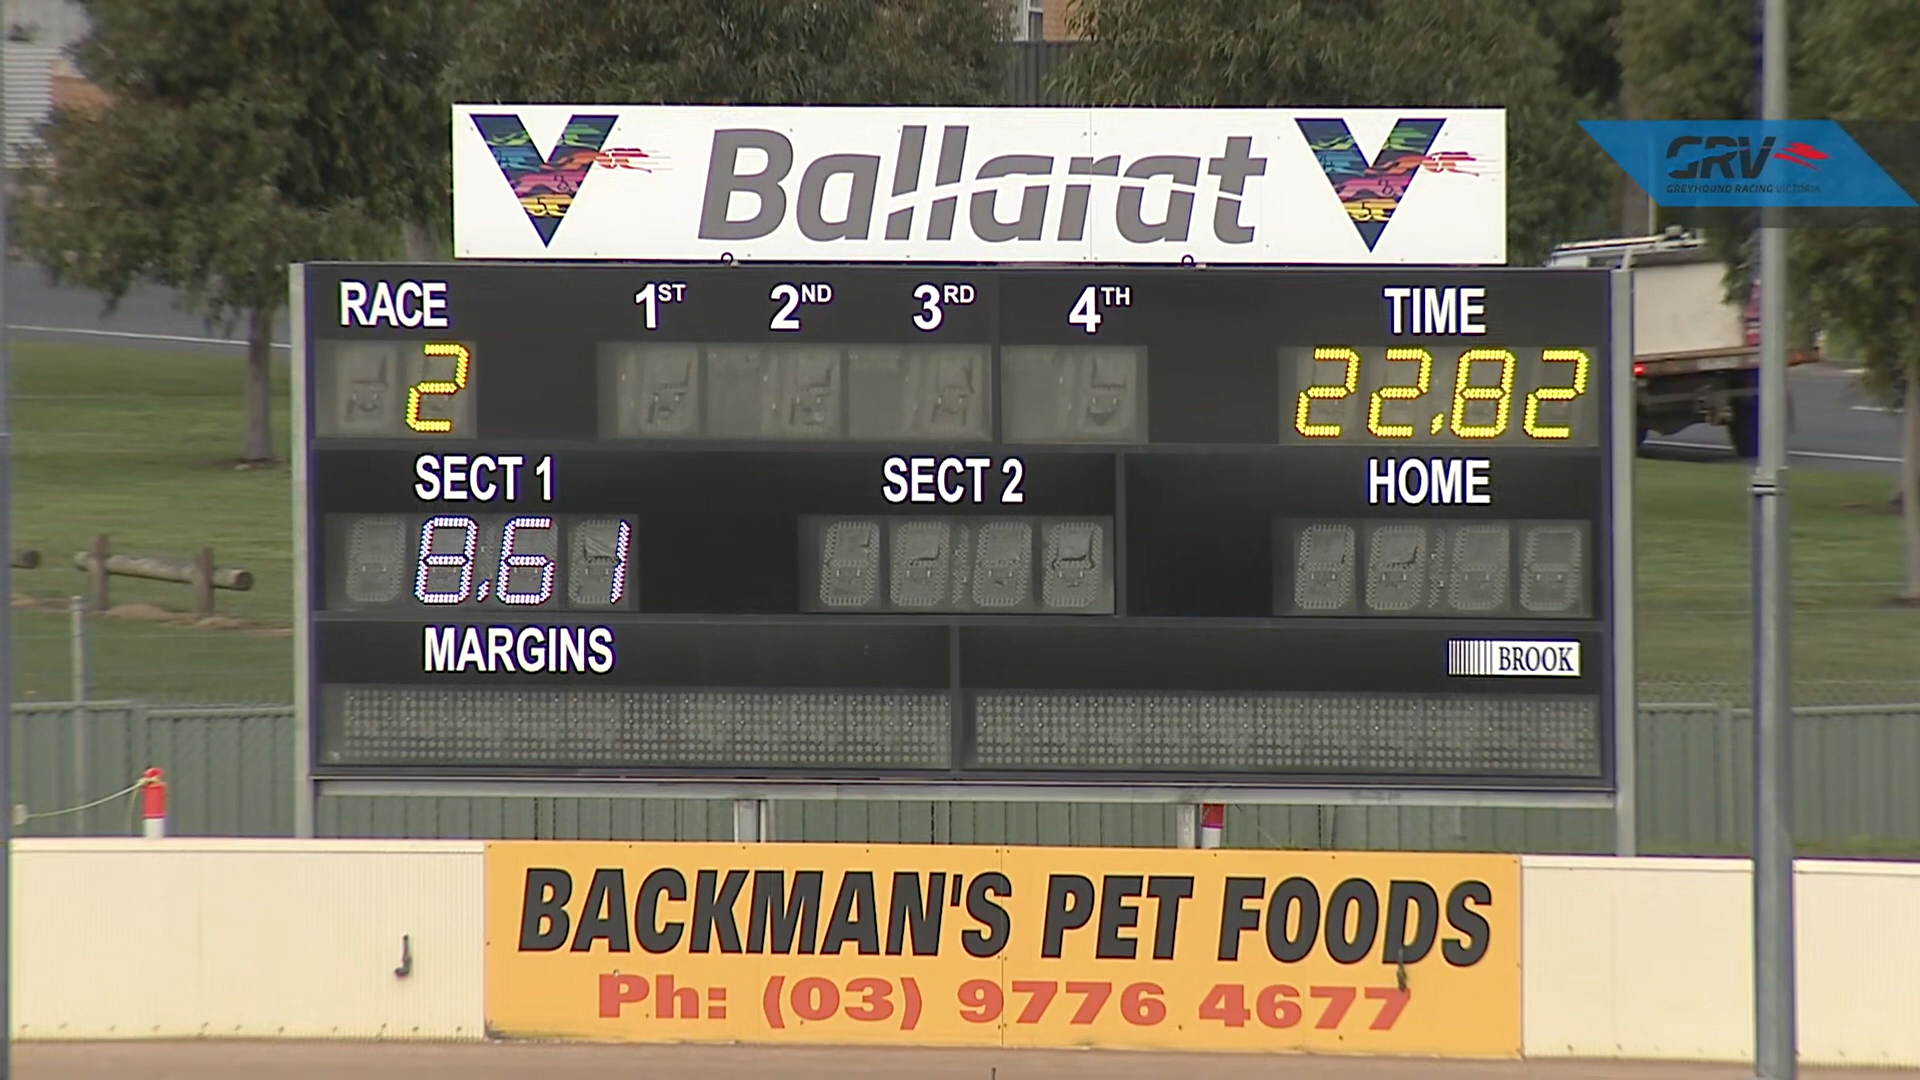 Ballarat
GRV
GREYHOUND RACING VICTORIA
RACE 1ST 2ND 3RD 4TH TIME
2 22.82
SECT 1 SECT 2 HOME
8.61
MARGINS
BROOK
BACKMAN'S PET FOODS
Ph: (03) 9776 4677